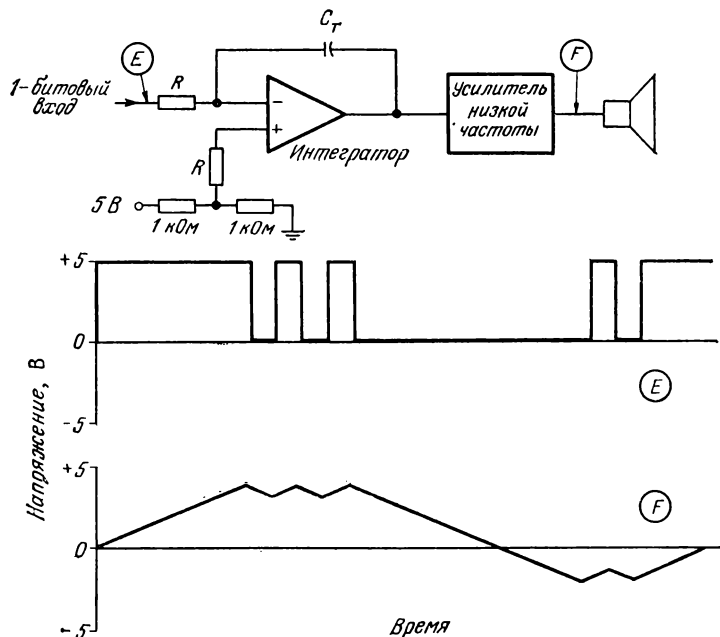 Cт
E
1-битовый
вход
R
-
+
Интегратор
Усилитель
низкой
частоты
F
R
5 В
1 кОм
1 кОм
Напряжение, В
+5
0
-5
E
+5
0
-5
F
Время